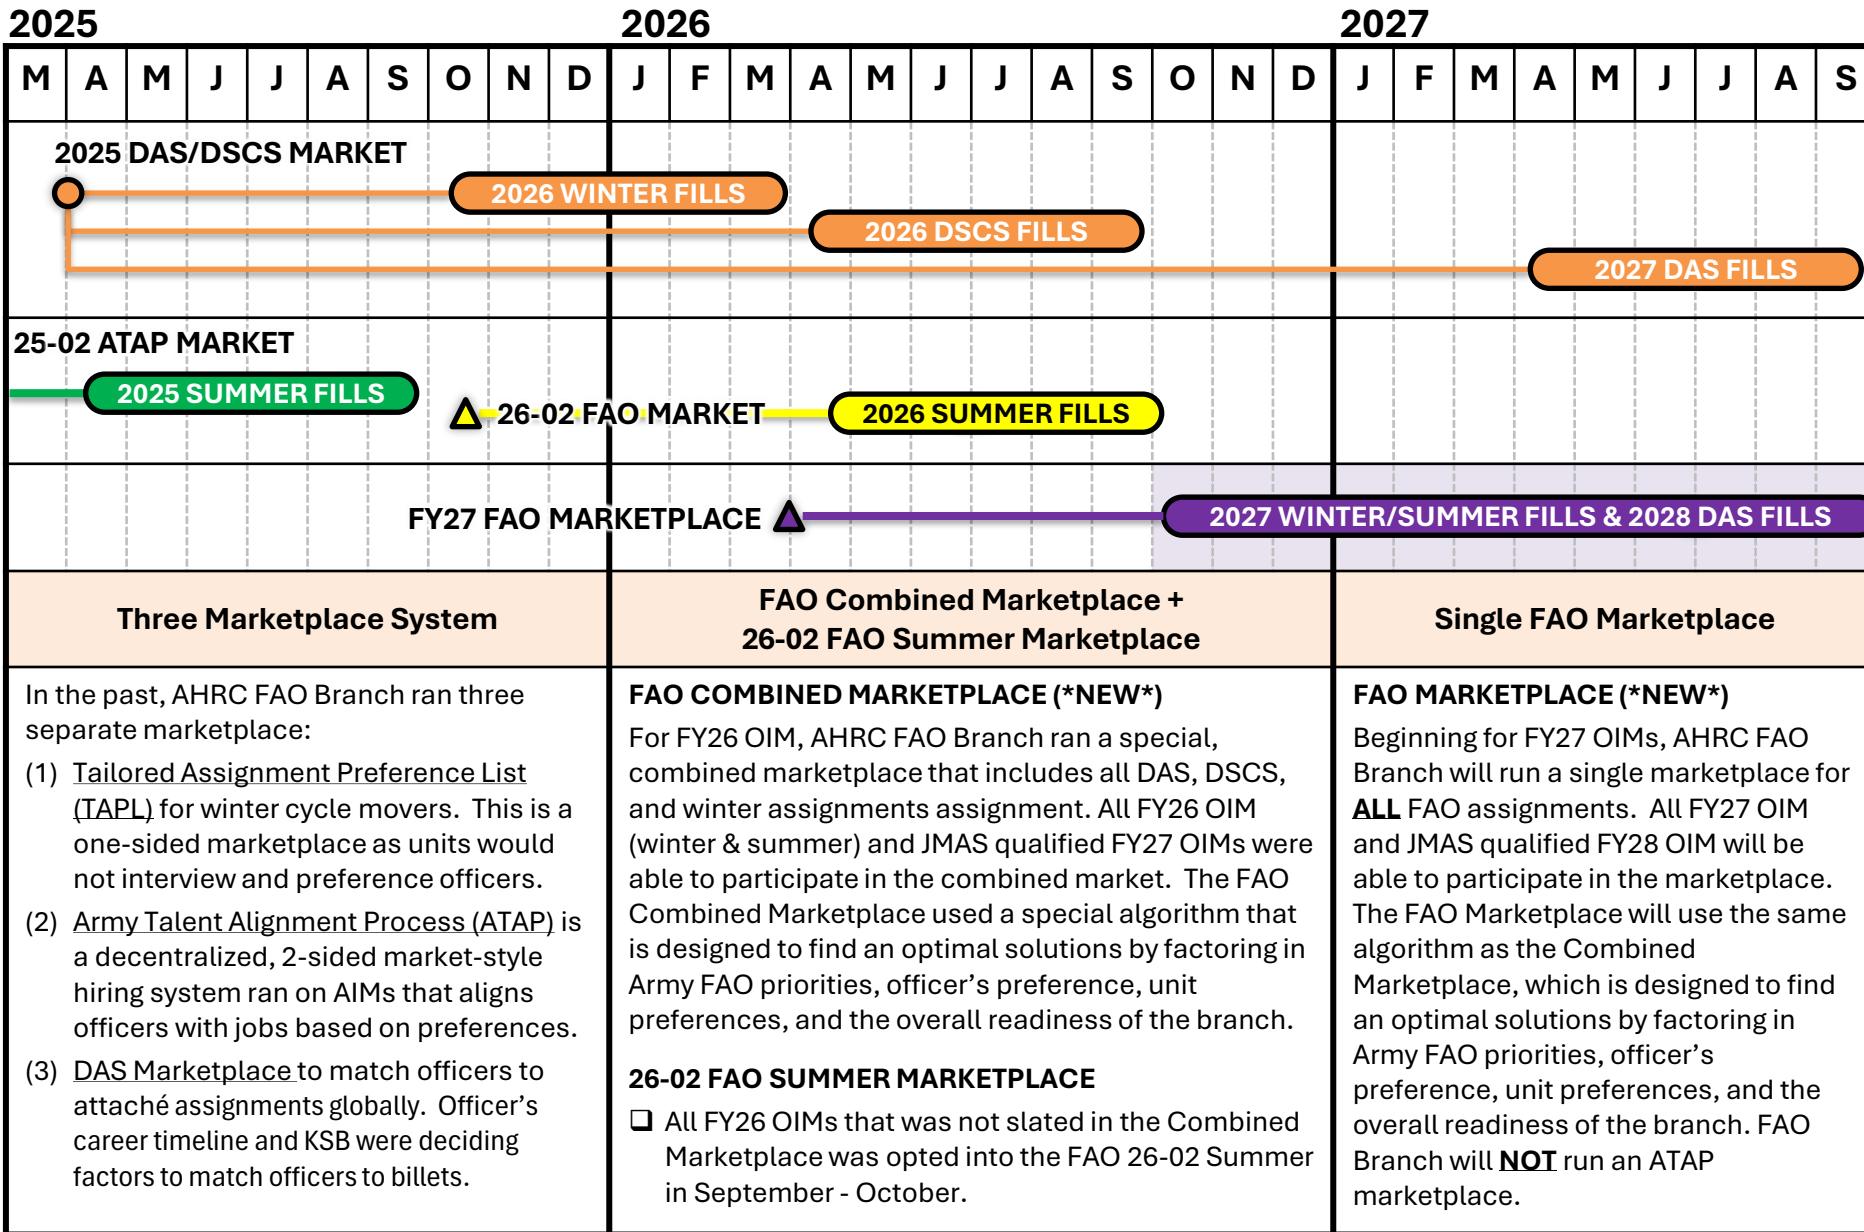 2025 2026 2027
M A M J J A S O N D J F M A M J J A S O N D J F M A M J J A S
2025 DAS/DSCS MARKET
2026 WINTER FILLS
2026 DSCS FILLS
2027 DAS FILLS
25-02 ATAP MARKET
2025 SUMMER FILLS
26-02 FAO MARKET
2026 SUMMER FILLS
FY27 FAO MARKETPLACE
2027 WINTER/SUMMER FILLS & 2028 DAS FILLS
Three Marketplace System
In the past, AHRC FAO Branch ran three
separate marketplace:
(1) Tailored Assignment Preference List
(TAPL) for winter cycle movers. This is a
one-sided marketplace as units would
not interview and preference officers.
(2) Army Talent Alignment Process (ATAP) is
a decentralized, 2-sided market-style
hiring system ran on AIMs that aligns
officers with jobs based on preferences.
(3) DAS Marketplace to match officers to
attaché assignments globally. Officer's
career timeline and KSB were deciding
factors to match officers to billets.
FAO Combined Marketplace +
26-02 FAO Summer Marketplace
FAO COMBINED MARKETPLACE (*NEW*)
For FY26 OIM, AHRC FAO Branch ran a special,
combined marketplace that includes all DAS, DSCS,
and winter assignments assignment. All FY26 OIM
(winter & summer) and JMAS qualified FY27 OIMs were
able to participate in the combined market. The FAO
Combined Marketplace used a special algorithm that
is designed to find an optimal solutions by factoring in
Army FAO priorities, officer's preference, unit
preferences, and the overall readiness of the branch.
26-02 FAO SUMMER MARKETPLACE
❑ All FY26 OIMs that was not slated in the Combined
Marketplace was opted into the FAO 26-02 Summer
in September - October.
Single FAO Marketplace
FAO MARKETPLACE (*NEW*)
Beginning for FY27 OIMs, AHRC FAO
Branch will run a single marketplace for
ALL FAO assignments. All FY27 OIM
and JMAS qualified FY28 OIM will be
able to participate in the marketplace.
The FAO Marketplace will use the same
algorithm as the Combined
Marketplace, which is designed to find
an optimal solutions by factoring in
Army FAO priorities, officer's
preference, unit preferences, and the
overall readiness of the branch. FAO
Branch will NOT run an ATAP
marketplace.